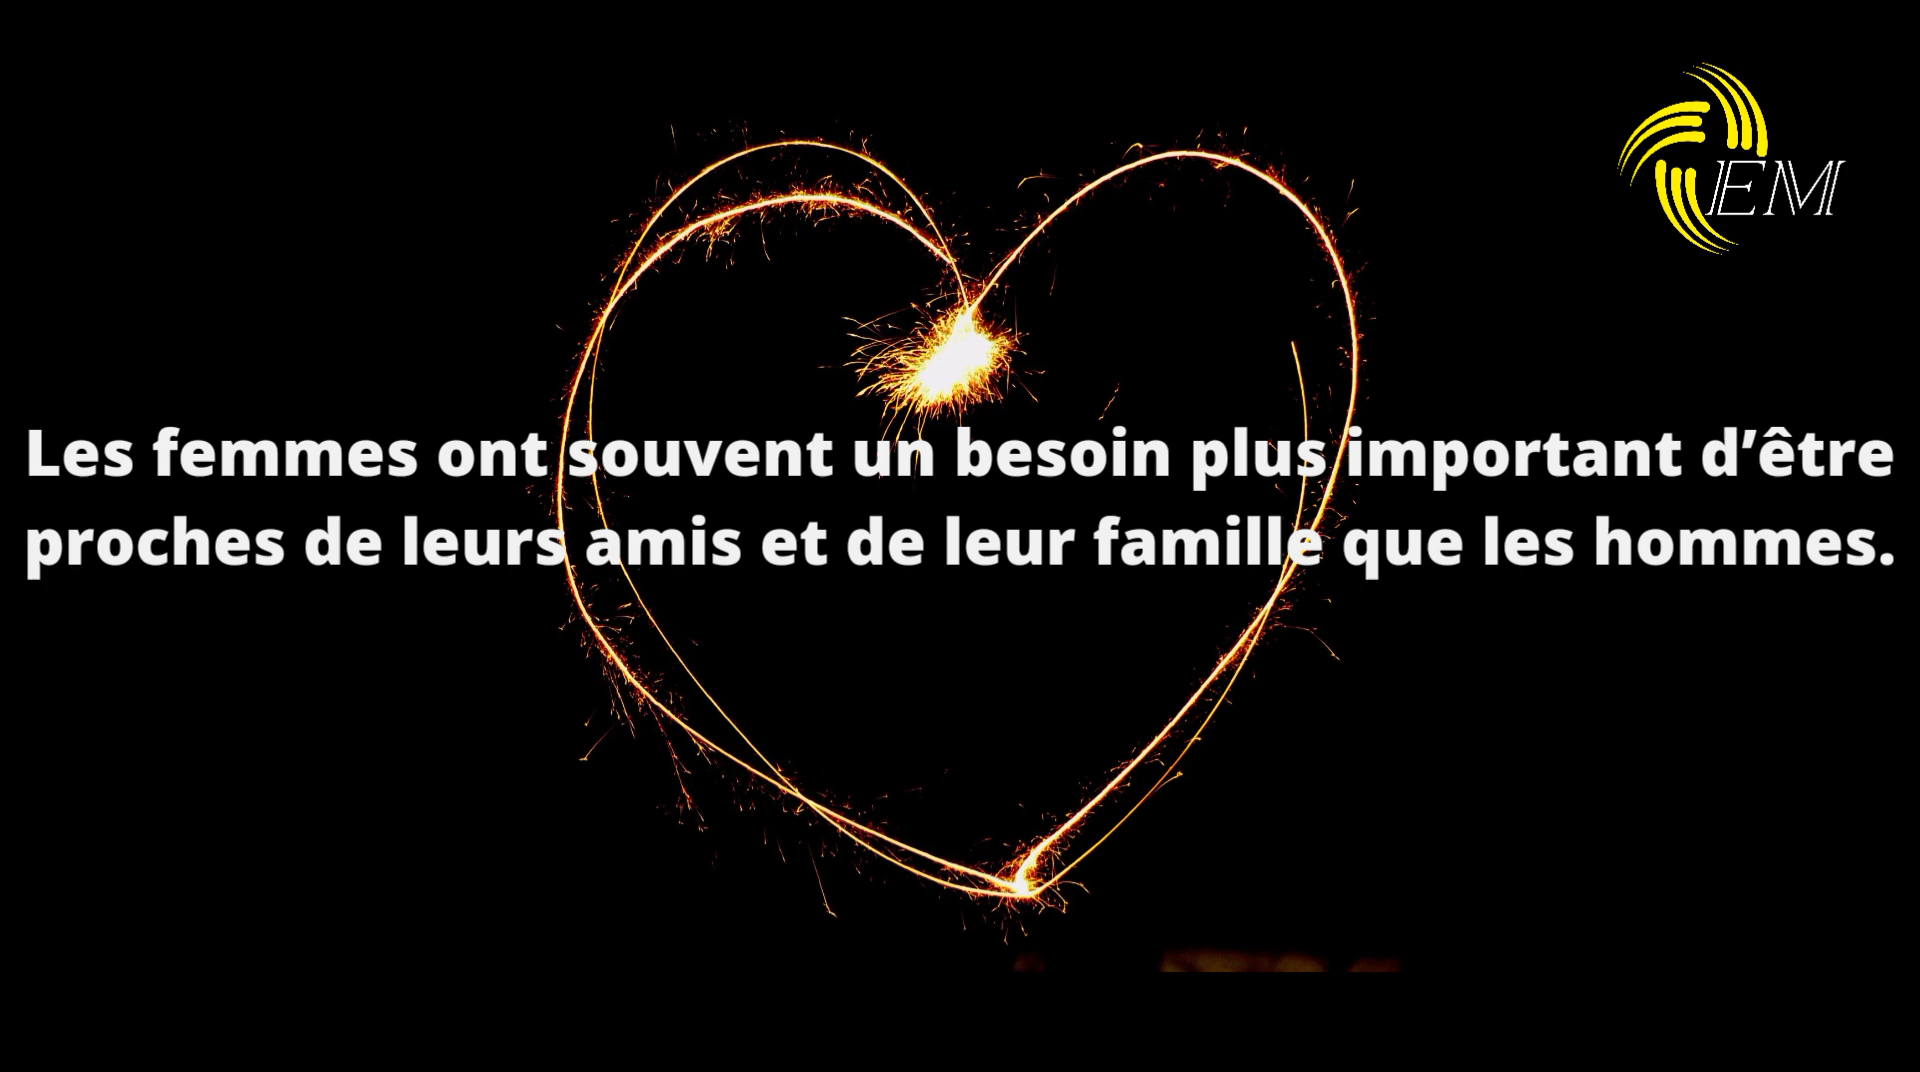 EM
Les femmes ont souvent un besoin plus important d’être
proches de leurs amis et de leur famille que les hommes.